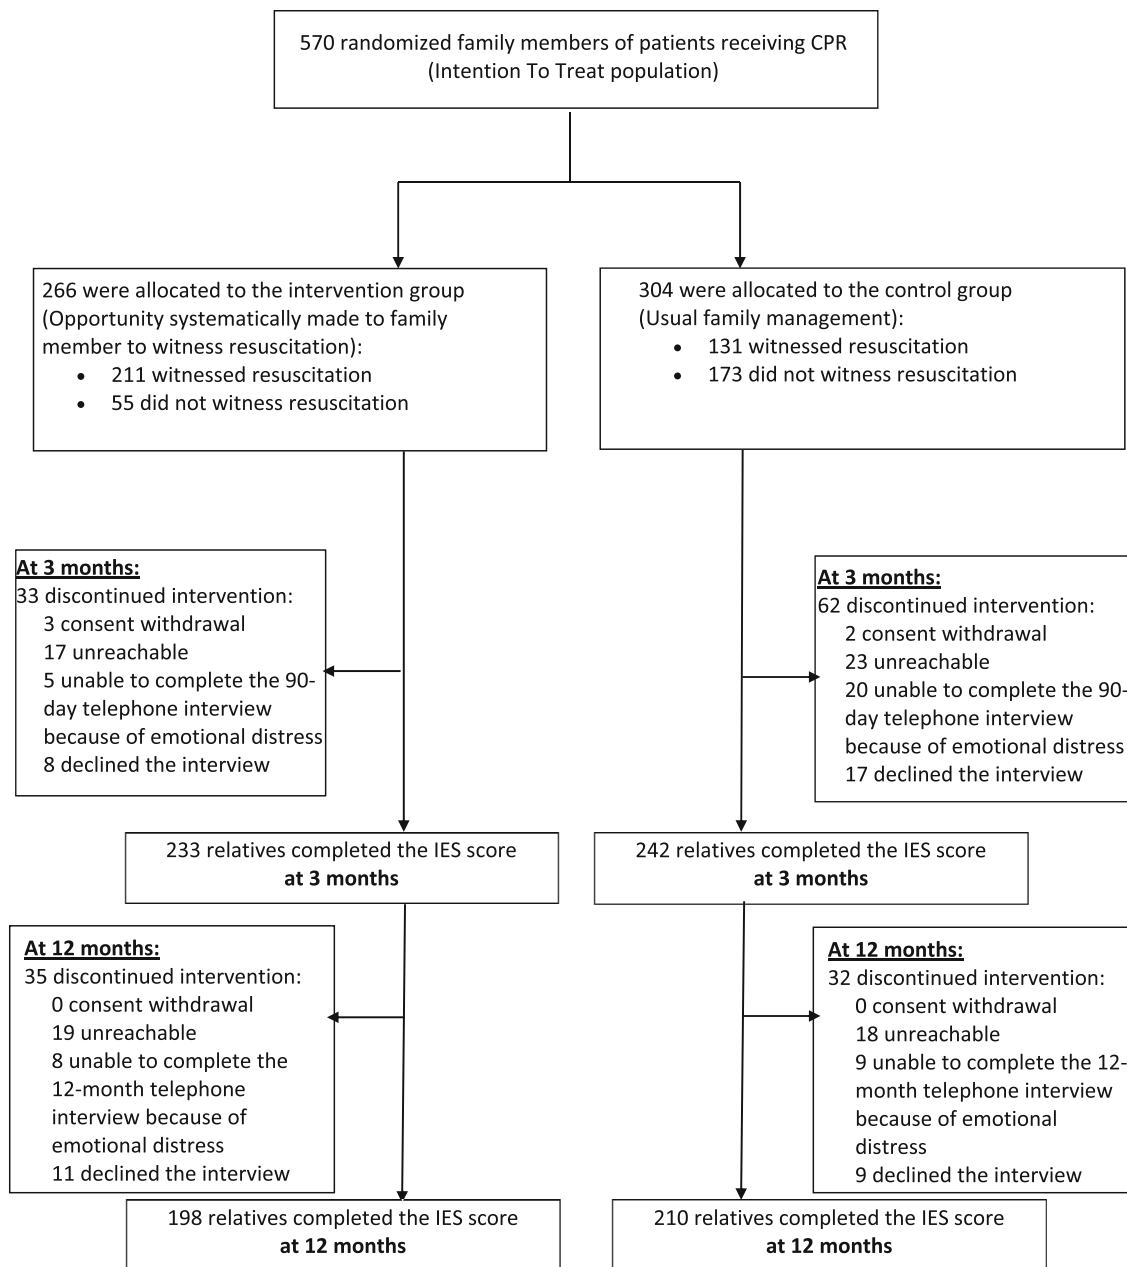 570 randomized family members of patients receiving CPR
(Intention To Treat population)
266 were allocated to the intervention group
(Opportunity systematically made to family
member to witness resuscitation):
• 211 witnessed resuscitation
• 55 did not witness resuscitation
304 were allocated to the control group
(Usual family management):
• 131 witnessed resuscitation
• 173 did not witness resuscitation
At 3 months:
33 discontinued intervention:
3 consent withdrawal
17 unreachable
5 unable to complete the 90-
day telephone interview
because of emotional distress
8 declined the interview
At 3 months:
62 discontinued intervention:
2 consent withdrawal
23 unreachable
20 unable to complete the 90-
day telephone interview
because of emotional distress
17 declined the interview
233 relatives completed the IES score
at 3 months
242 relatives completed the IES score
at 3 months
At 12 months:
35 discontinued intervention:
0 consent withdrawal
19 unreachable
8 unable to complete the
12-month telephone
interview because of
emotional distress
11 declined the interview
At 12 months:
32 discontinued intervention:
0 consent withdrawal
18 unreachable
9 unable to complete the 12-
month telephone interview
because of emotional
distress
9 declined the interview
198 relatives completed the IES score
at 12 months
210 relatives completed the IES score
at 12 months